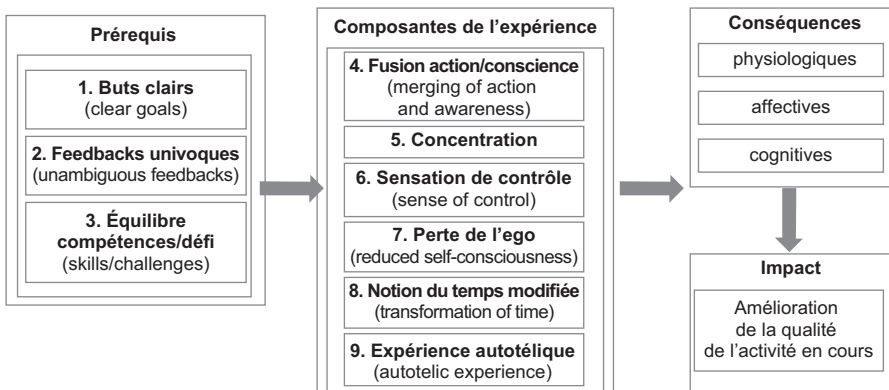 Prérequis
1. Buts clairs
(clear goals)
2. Feedbacks univoques
(unambiguous feedbacks)
3. Équilibre
compétences/défi
(skills/challenges)
Composantes de l’expérience
4. Fusion action/conscience
(merging of action
and awareness)
5. Concentration
6. Sensation de contrôle
(sense of control)
7. Perte de l’ego
(reduced self-consciousness)
8. Notion du temps modifiée
(transformation of time)
9. Expérience autotélique
(autotelic experience)
Conséquences
physiologiques
affectives
cognitives
Impact
Amélioration
de la qualité
de l’activité en cours